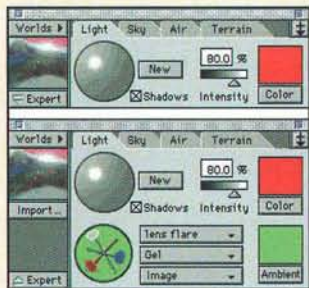 Worlds Light Sky Air Terrain
New
80.0 %
Shadows Intensity Color
Expert
Worlds Light Sky Air Terrain
New
80.0 %
Shadows Intensity Color
Import...
lens flare
Gel
Image
Expert Ambient